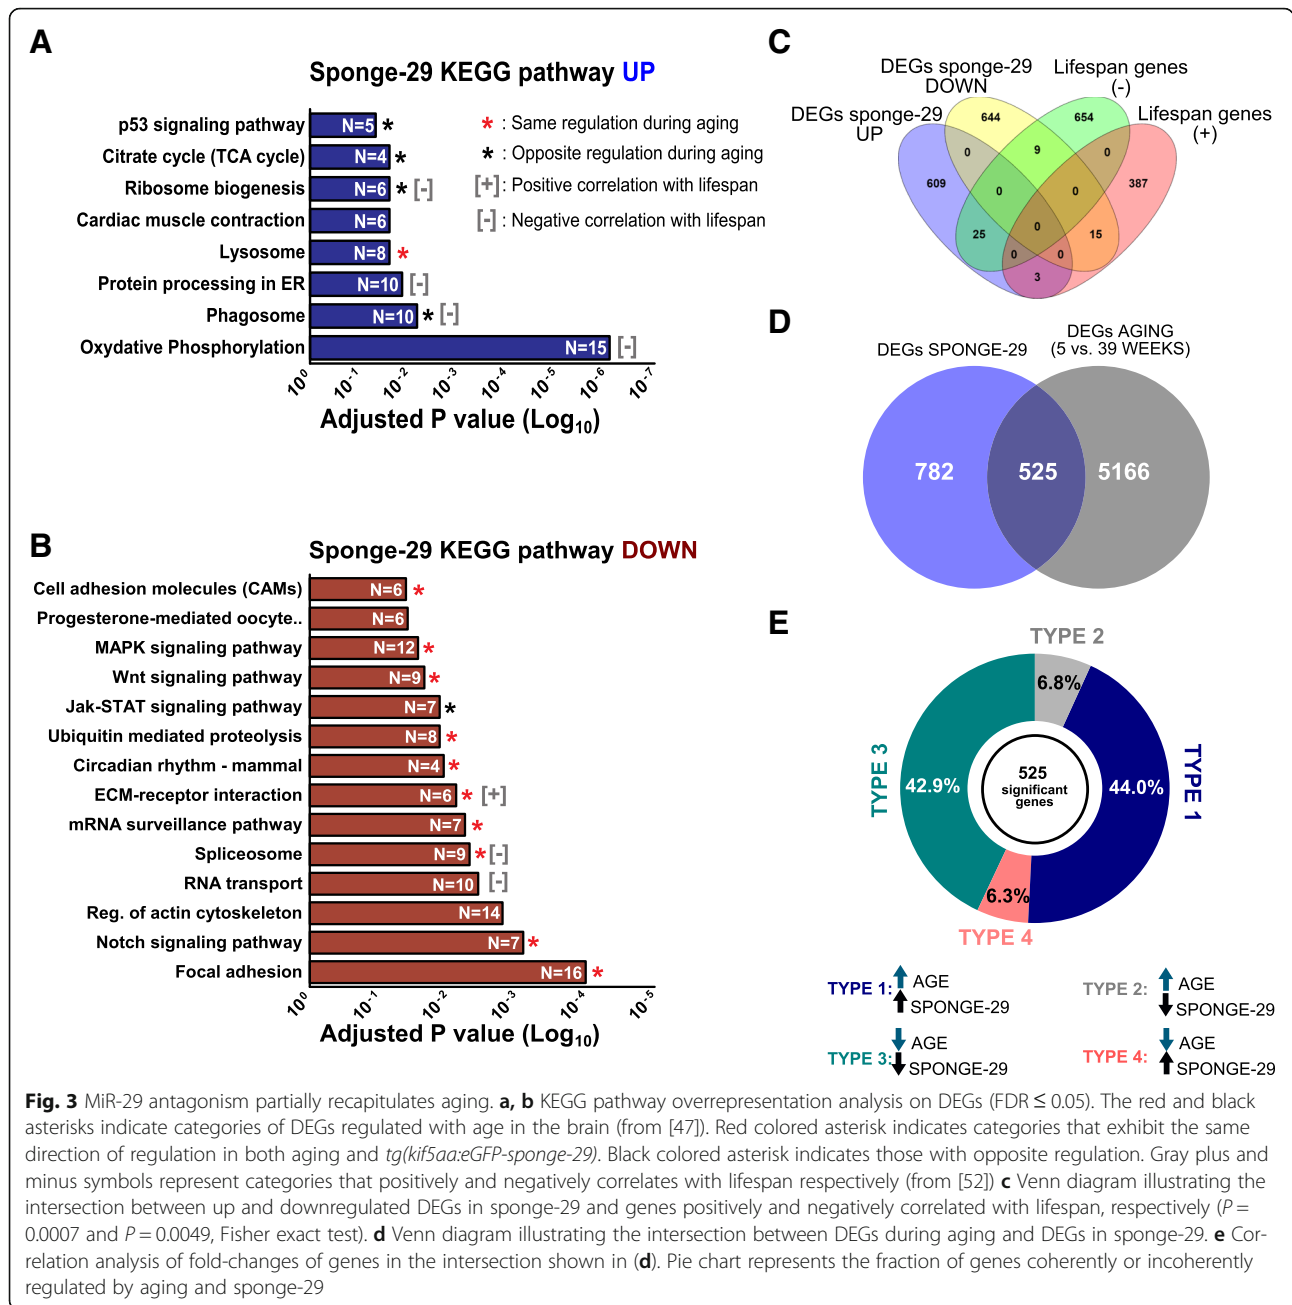 A
Sponge-29 KEGG pathway UP
p53 signaling pathway N=5 *
Citrate cycle (TCA cycle) N=4 *
Ribosome biogenesis N=6 * [-]
Cardiac muscle contraction N=6
Lysosome N=8 *
Protein processing in ER N=10 [-]
Phagosome N=10 * [-]
Oxydative Phosphorylation N=15 [-]
* : Same regulation during aging
* : Opposite regulation during aging
[+] : Positive correlation with lifespan
[-] : Negative correlation with lifespan
10⁰ 10⁻¹ 10⁻² 10⁻³ 10⁻⁴ 10⁻⁵ 10⁻⁶ 10⁻⁷
Adjusted P value (Log₁₀)
B
Sponge-29 KEGG pathway DOWN
Cell adhesion molecules (CAMs) N=6 *
Progesterone-mediated oocyte.. N=6
MAPK signaling pathway N=12 *
Wnt signaling pathway N=9 *
Jak-STAT signaling pathway N=7 *
Ubiquitin mediated proteolysis N=8 *
Circadian rhythm - mammal N=4 *
ECM-receptor interaction N=6 * [+]
mRNA surveillance pathway N=7 *
Spliceosome N=9 * [-]
RNA transport N=10 [-]
Reg. of actin cytoskeleton N=14
Notch signaling pathway N=7 *
Focal adhesion N=16 *
10⁰ 10⁻¹ 10⁻² 10⁻³ 10⁻⁴ 10⁻⁵
Adjusted P value (Log₁₀)
C
DEGs sponge-29
DOWN
Lifespan genes
(-)
DEGs sponge-29
UP
Lifespan genes
(+)
644 654
0 9 0
609 0 0 387
0
25 15
0 0
3
D
DEGs SPONGE-29
DEGs AGING
(5 vs. 39 WEEKS)
782 525 5166
E
TYPE 2
6.8%
TYPE 3
42.9%
525
significant
genes
44.0%
TYPE 1
6.3%
TYPE 4
TYPE 1: AGE
SPONGE-29
TYPE 2: AGE
SPONGE-29
TYPE 3: AGE
SPONGE-29
TYPE 4: AGE
SPONGE-29
Fig. 3 MiR-29 antagonism partially recapitulates aging. a, b KEGG pathway overrepresentation analysis on DEGs (FDR ≤ 0.05). The red and black
asterisks indicate categories of DEGs regulated with age in the brain (from [47]). Red colored asterisk indicates categories that exhibit the same
direction of regulation in both aging and tg(kif5aa:eGFP-sponge-29). Black colored asterisk indicates those with opposite regulation. Gray plus and
minus symbols represent categories that positively and negatively correlates with lifespan respectively (from [52]) c Venn diagram illustrating the
intersection between up and downregulated DEGs in sponge-29 and genes positively and negatively correlated with lifespan, respectively (P =
0.0007 and P = 0.0049, Fisher exact test). d Venn diagram illustrating the intersection between DEGs during aging and DEGs in sponge-29. e Cor-
relation analysis of fold-changes of genes in the intersection shown in (d). Pie chart represents the fraction of genes coherently or incoherently
regulated by aging and sponge-29